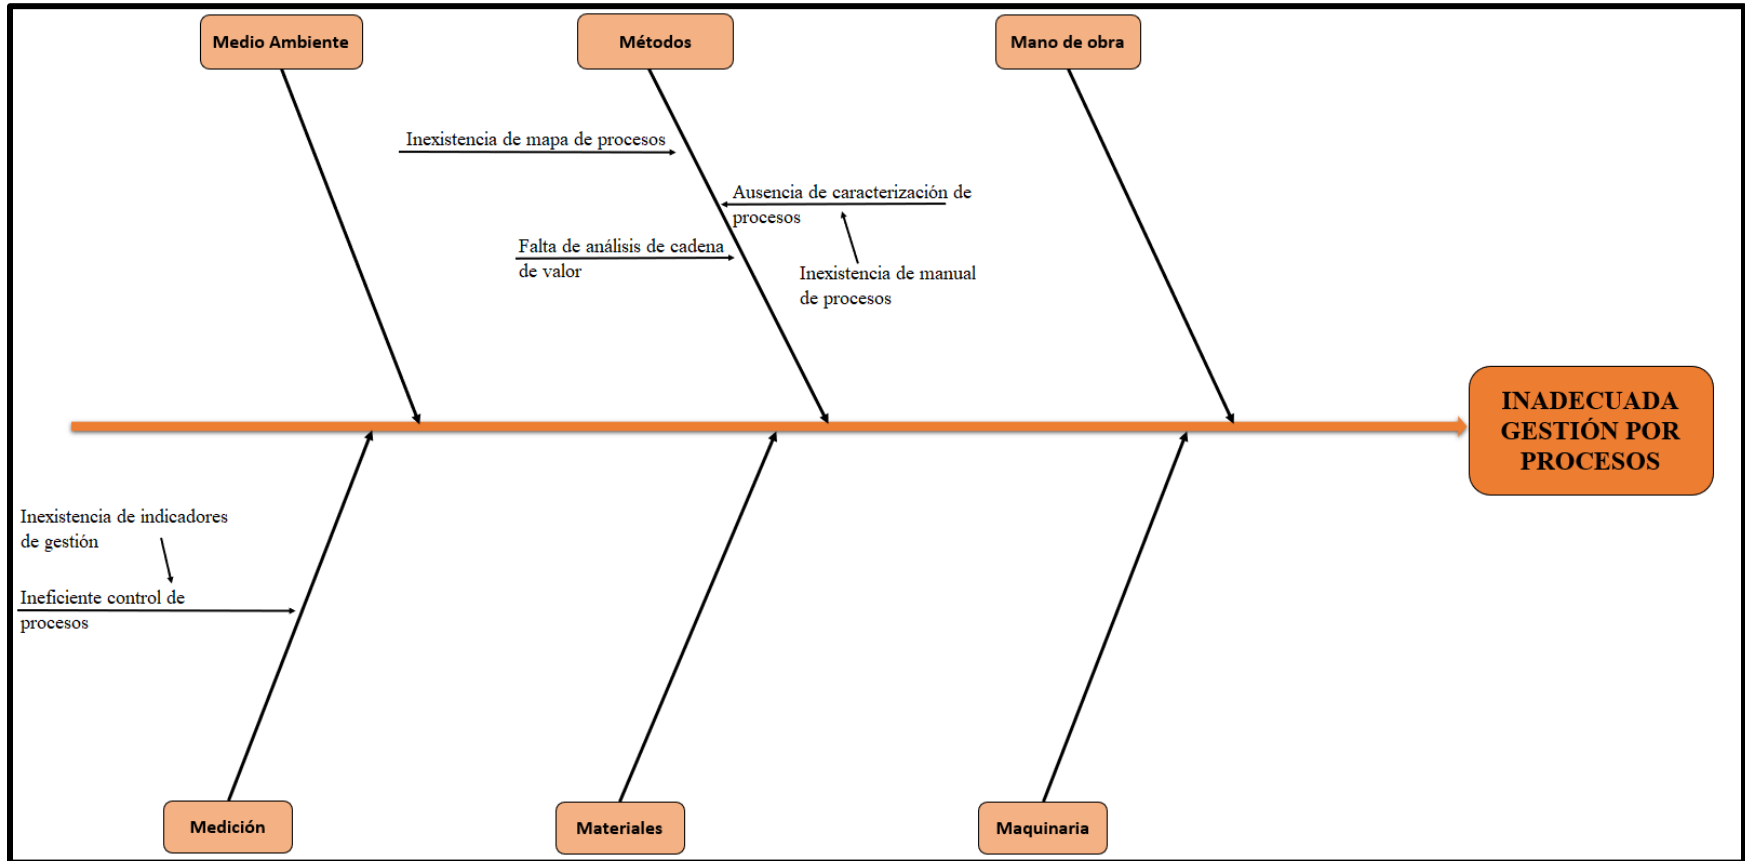 Medio Ambiente
Métodos
Mano de obra
Inexistencia de mapa de procesos
Ausencia de caracterización de
procesos
Falta de análisis de cadena
de valor
Inexistencia de manual
de procesos
INADECUADA
GESTIÓN POR
PROCESOS
Inexistencia de indicadores
de gestión
Ineficiente control de
procesos
Medición
Materiales
Maquinaria